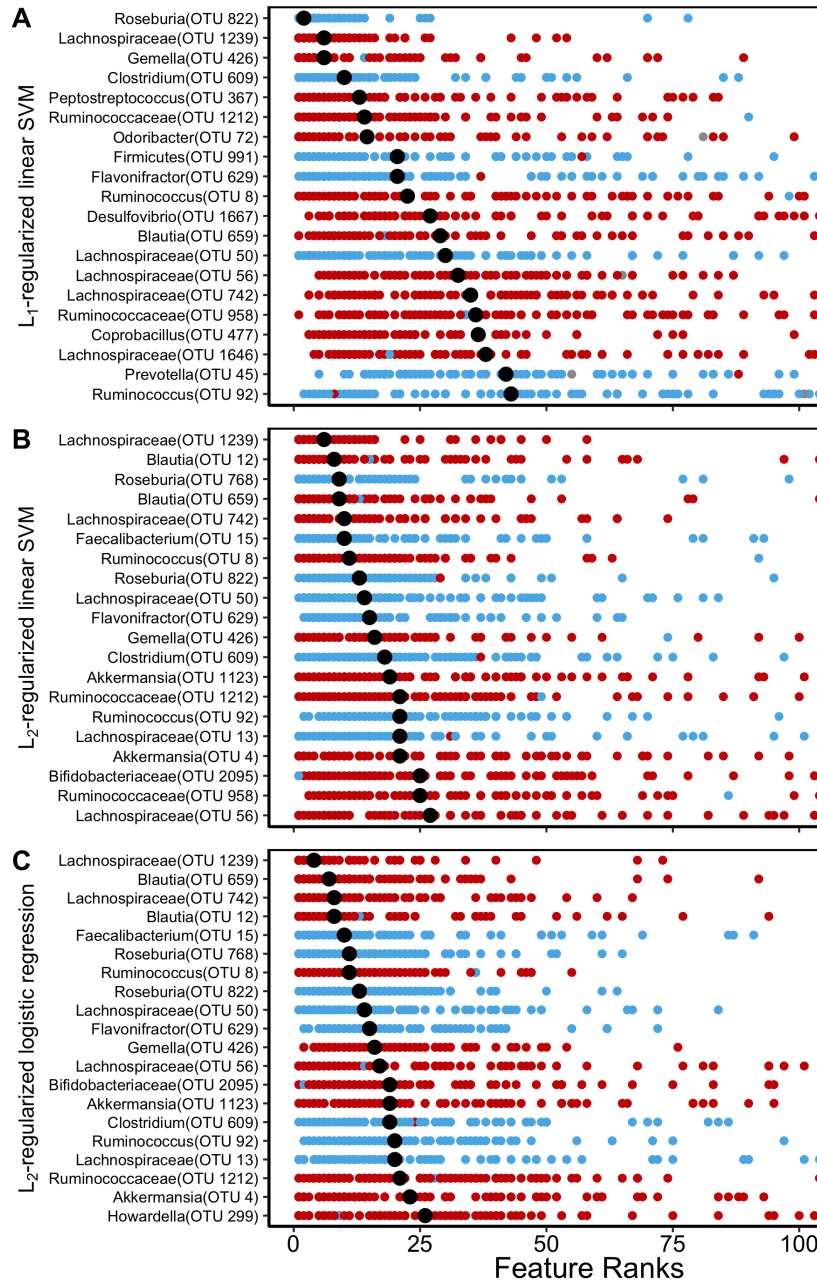 A
L₁-regularized linear SVM
Roseburia(OTU 822)
Lachnospiraceae(OTU 1239)
Gemella(OTU 426)
Clostridium(OTU 609)
Peptostreptococcus(OTU 367)
Ruminococcaceae(OTU 1212)
Odoribacter(OTU 72)
Firmicutes(OTU 991)
Flavonifractor(OTU 629)
Ruminococcus(OTU 8)
Desulfovibrio(OTU 1667)
Blautia(OTU 659)
Lachnospiraceae(OTU 50)
Lachnospiraceae(OTU 56)
Lachnospiraceae(OTU 742)
Ruminococcaceae(OTU 958)
Coprobacillus(OTU 477)
Lachnospiraceae(OTU 1646)
Prevotella(OTU 45)
Ruminococcus(OTU 92)
B
L₂-regularized linear SVM
Lachnospiraceae(OTU 1239)
Blautia(OTU 12)
Roseburia(OTU 768)
Blautia(OTU 659)
Lachnospiraceae(OTU 742)
Faecalibacterium(OTU 15)
Ruminococcus(OTU 8)
Roseburia(OTU 822)
Lachnospiraceae(OTU 50)
Flavonifractor(OTU 629)
Gemella(OTU 426)
Clostridium(OTU 609)
Akkermansia(OTU 1123)
Ruminococcaceae(OTU 1212)
Ruminococcus(OTU 92)
Lachnospiraceae(OTU 13)
Akkermansia(OTU 4)
Bifidobacteriaceae(OTU 2095)
Ruminococcaceae(OTU 958)
Lachnospiraceae(OTU 56)
C
L₂-regularized logistic regression
Lachnospiraceae(OTU 1239)
Blautia(OTU 659)
Lachnospiraceae(OTU 742)
Blautia(OTU 12)
Faecalibacterium(OTU 15)
Roseburia(OTU 768)
Ruminococcus(OTU 8)
Roseburia(OTU 822)
Lachnospiraceae(OTU 50)
Flavonifractor(OTU 629)
Gemella(OTU 426)
Lachnospiraceae(OTU 56)
Bifidobacteriaceae(OTU 2095)
Akkermansia(OTU 1123)
Clostridium(OTU 609)
Ruminococcus(OTU 92)
Lachnospiraceae(OTU 13)
Ruminococcaceae(OTU 1212)
Akkermansia(OTU 4)
Howardella(OTU 299)
0 25 50 75 100
Feature Ranks